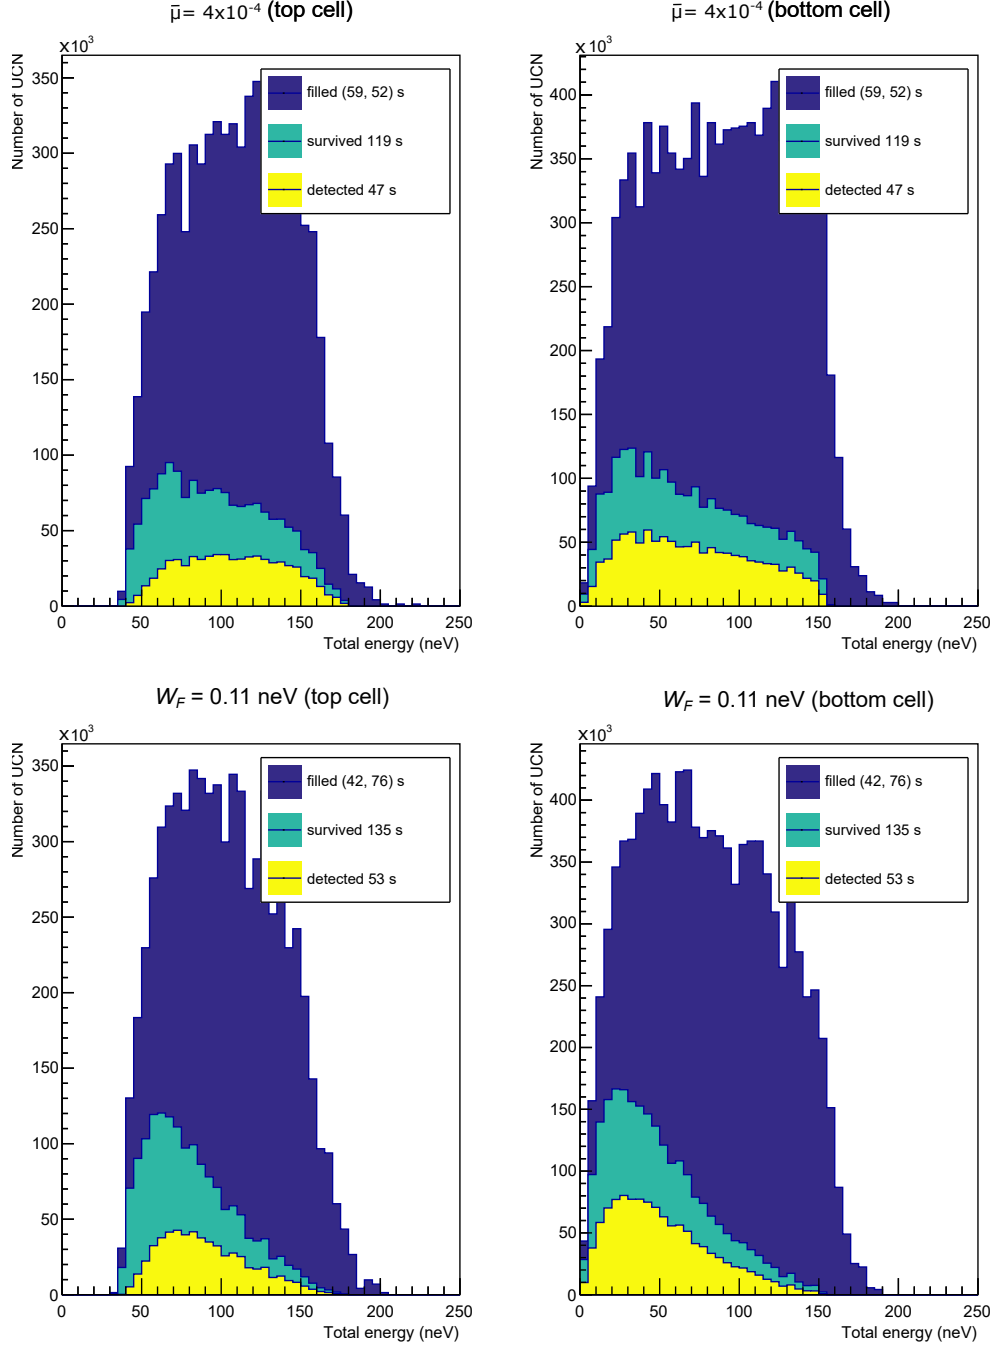 μ̄= 4x10⁻⁴ (top cell)
x10³
Number of UCN
350
300
250
200
150
100
50
0
filled (59, 52) s
survived 119 s
detected 47 s
0 50 100 150 200 250
Total energy (neV)
μ̄= 4x10⁻⁴ (bottom cell)
x10³
Number of UCN
400
350
300
250
200
150
100
50
0
filled (59, 52) s
survived 119 s
detected 47 s
0 50 100 150 200 250
Total energy (neV)
W_F = 0.11 neV (top cell)
x10³
Number of UCN
350
300
250
200
150
100
50
0
filled (42, 76) s
survived 135 s
detected 53 s
0 50 100 150 200 250
Total energy (neV)
W_F = 0.11 neV (bottom cell)
x10³
Number of UCN
400
350
300
250
200
150
100
50
0
filled (42, 76) s
survived 135 s
detected 53 s
0 50 100 150 200 250
Total energy (neV)